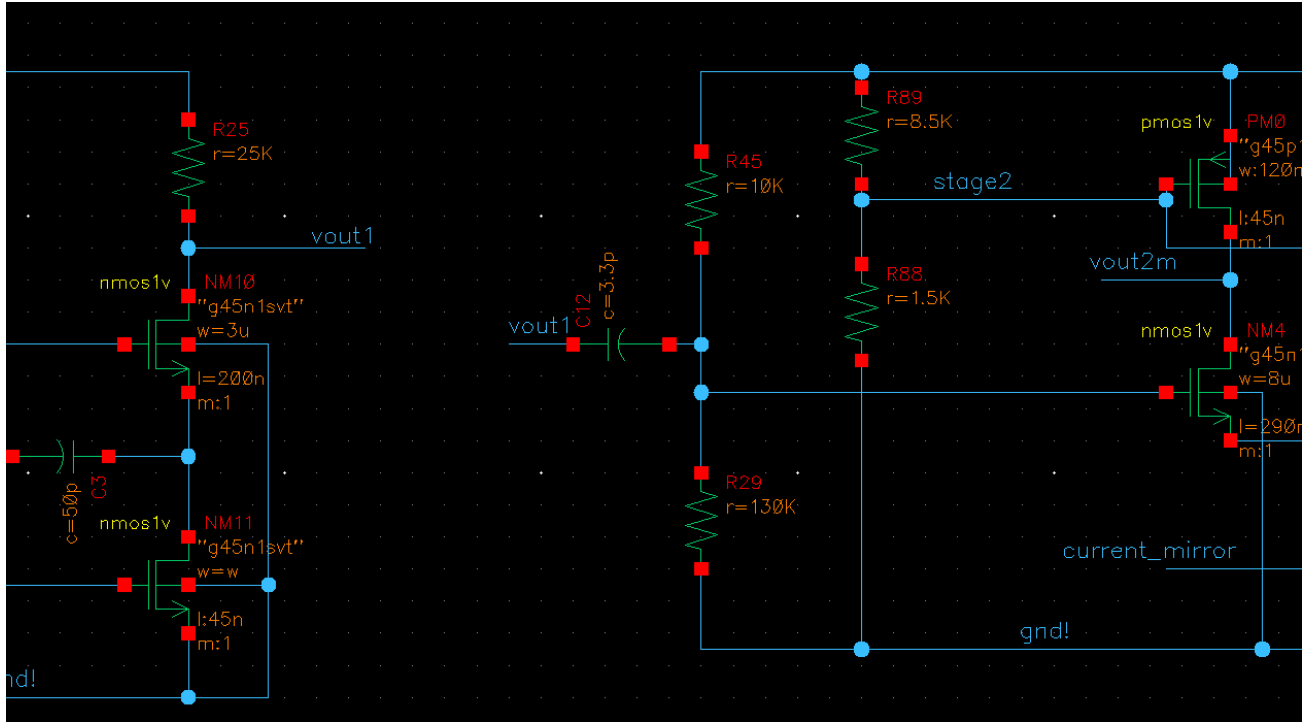 R25
r=25K
vout1
nmos1v
NM10
"g45n1svt"
w=3u
l=200n
m:1
C3
c=50p
nmos1v
NM11
"g45n1svt"
w=w
l:45n
m:1
nd!
vout1
C12
c=3.3p
R45
r=10K
R29
r=130K
R89
r=8.5K
stage2
R88
r=1.5K
pmos1v
PM0
"g45p1
w:120n
l:45n
m:1
vout2m
nmos1v
NM4
"g45n1
w=8u
l=290n
m:1
current_mirror
gnd!